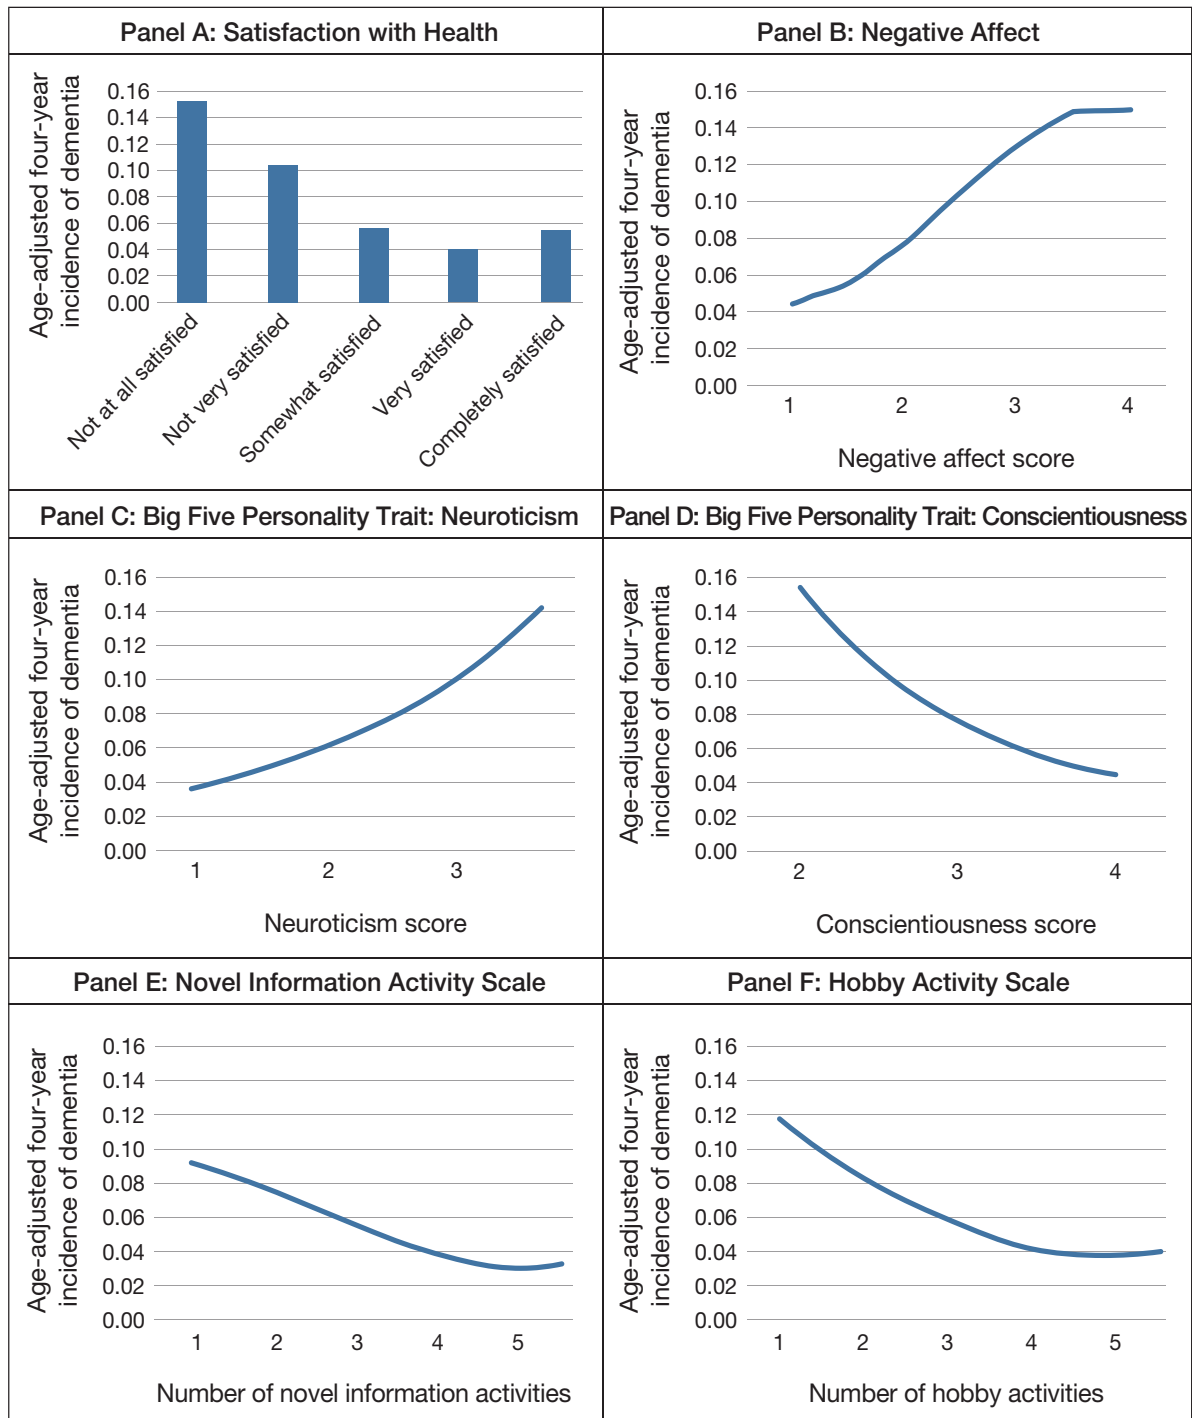 Panel A: Satisfaction with Health
Age-adjusted four-year
incidence of dementia
0.16
0.14
0.12
0.10
0.08
0.06
0.04
0.02
0.00
Not at all satisfied
Not very satisfied
Somewhat satisfied
Very satisfied
Completely satisfied
Panel B: Negative Affect
Age-adjusted four-year
incidence of dementia
0.16
0.14
0.12
0.10
0.08
0.06
0.04
0.02
0.00
1 2 3 4
Negative affect score
Panel C: Big Five Personality Trait: Neuroticism
Age-adjusted four-year
incidence of dementia
0.16
0.14
0.12
0.10
0.08
0.06
0.04
0.02
0.00
1 2 3
Neuroticism score
Panel D: Big Five Personality Trait: Conscientiousness
Age-adjusted four-year
incidence of dementia
0.16
0.14
0.12
0.10
0.08
0.06
0.04
0.02
0.00
2 3 4
Conscientiousness score
Panel E: Novel Information Activity Scale
Age-adjusted four-year
incidence of dementia
0.16
0.14
0.12
0.10
0.08
0.06
0.04
0.02
0.00
1 2 3 4 5
Number of novel information activities
Panel F: Hobby Activity Scale
Age-adjusted four-year
incidence of dementia
0.16
0.14
0.12
0.10
0.08
0.06
0.04
0.02
0.00
1 2 3 4 5
Number of hobby activities